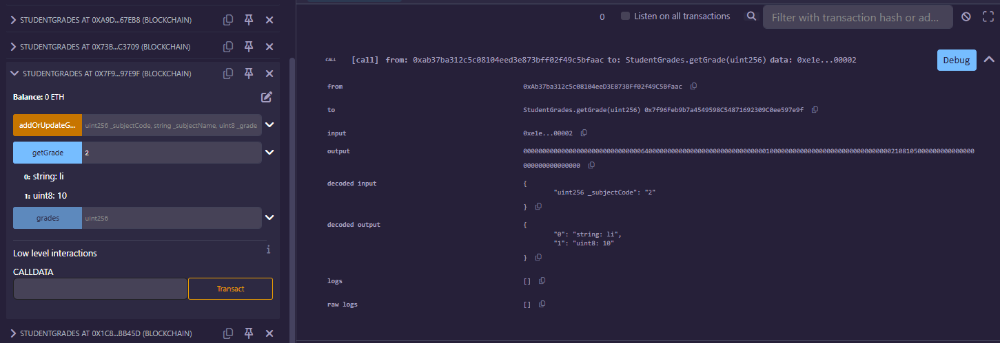 STUDENTGRADES AT 0XA9D...67EB8 (BLOCKCHAIN)
STUDENTGRADES AT 0X73B...C3709 (BLOCKCHAIN)
STUDENTGRADES AT 0X7F9...97E9F (BLOCKCHAIN)
Balance: 0 ETH
addOrUpdateG... uint256 _subjectCode, string _subjectName, uint8 _grade
getGrade 2
0: string: li
1: uint8: 10
grades uint256
Low level interactions
CALLDATA
Transact
STUDENTGRADES AT 0X1C8...BB45D (BLOCKCHAIN)
0 Listen on all transactions Filter with transaction hash or ad...
CALL [call] from: 0xab37ba312c5c08104eed3e873bff02f49c5bfaac to: StudentGrades.getGrade(uint256) data: 0xe1e...00002 Debug
from 0xAb37ba312c5c08104eeD3E873BFf02f49C5Bfaac
to StudentGrades.getGrade(uint256) 0x7f96feb9b7a4549598C54871692309C0ee597e9f
input 0xe1e...00002
output
000000000000000
decoded input {
"uint256 _subjectCode": "2"
}
decoded output {
"0": "string: li",
"1": "uint8: 10"
}
logs []
raw logs []